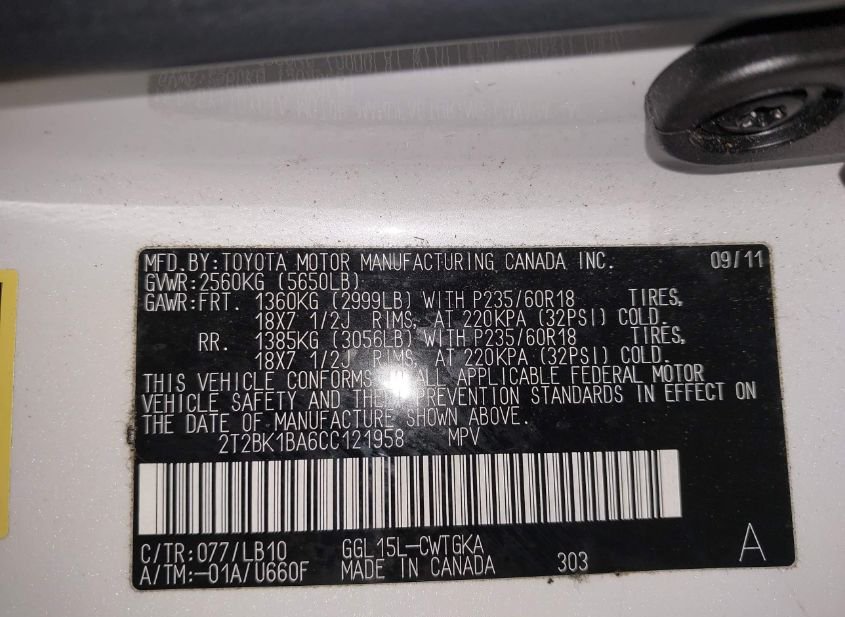 MFD.BY:TOYOTA MOTOR MANUFACTURING CANADA INC. 09/11
GVWR:2560KG (5650LB)
GAWR:FRT. 1360KG (2999LB) WITH P235/60R18 TIRES,
18X7 1/2J RIMS, AT 220KPA (32PSI) COLD.
RR. 1385KG (3056LB) WITH P235/60R18 TIRES,
18X7 1/2J RIMS, AT 220KPA (32PSI) COLD.
THIS VEHICLE CONFORMS TO ALL APPLICABLE FEDERAL MOTOR
VEHICLE SAFETY AND THEFT PREVENTION STANDARDS IN EFFECT ON
THE DATE OF MANUFACTURE SHOWN ABOVE.
2T2BK1BA6CC121958 MPV
C/TR:077/LB10 GGL15L-CWTGKA A
A/TM:-01A/U660F MADE IN CANADA 303